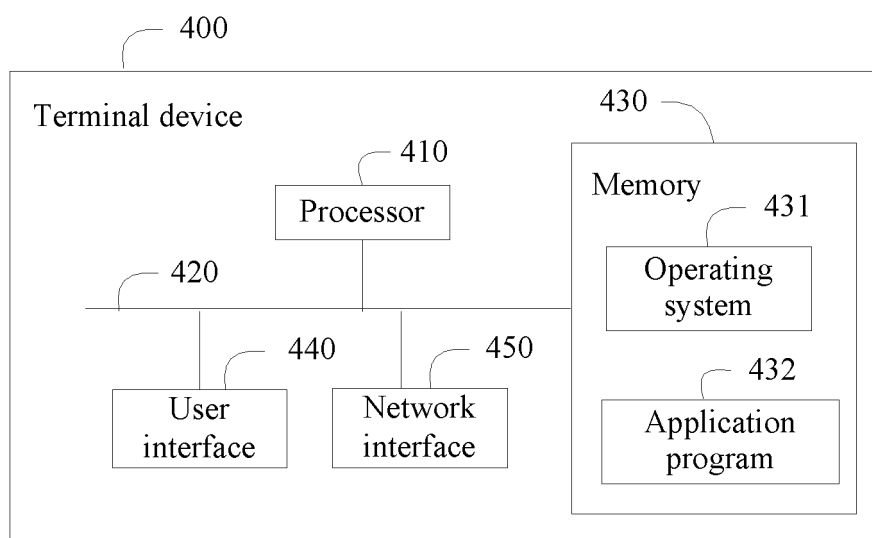 400
Terminal device
430
410
Memory
Processor
431
420
Operating
system
440
450
432
User
interface
Network
interface
Application
program